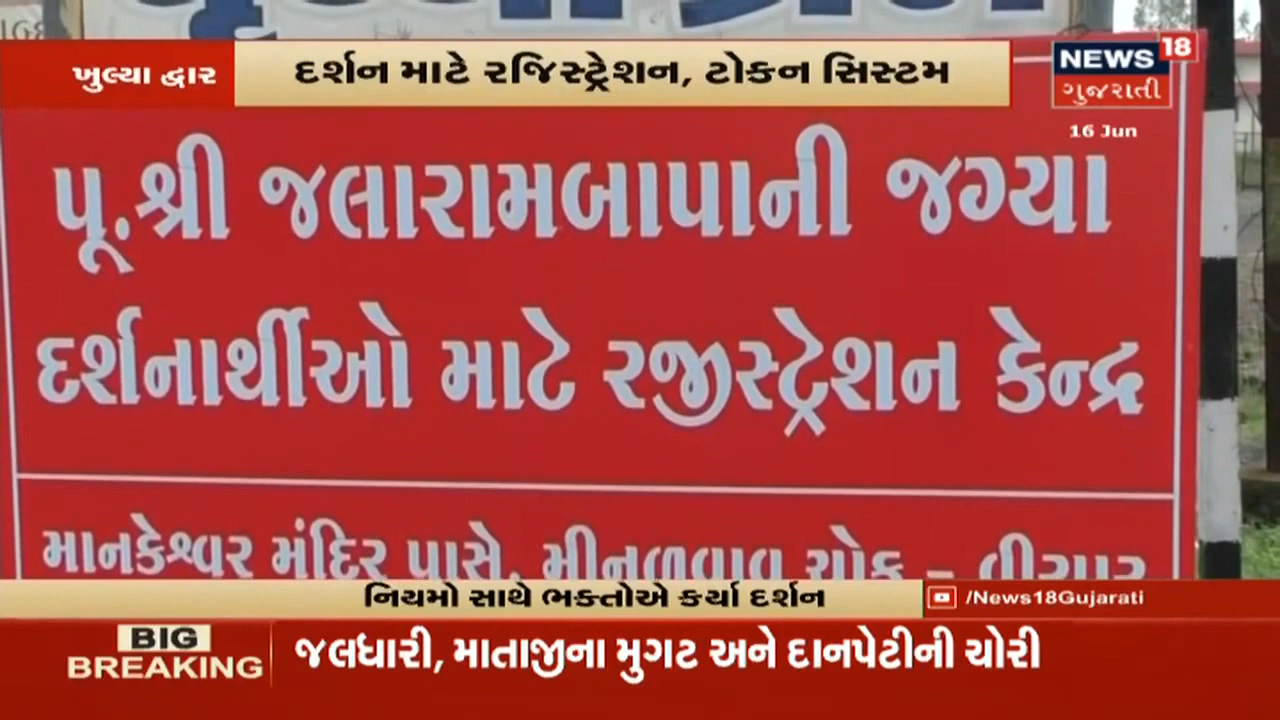 ખુલ્યા દ્વાર
દર્શન માટે રજિસ્ટ્રેશન, ટોકન સિસ્ટમ
NEWS 18
ગુજરાતી
16 Jun
પૂ.શ્રી જલારામબાપાની જગ્યા
દર્શનાર્થીઓ માટે રજીસ્ટ્રેશન કેન્દ્ર
માનકેશ્વર મંદિર પાસે, મીનળવાવ ચોક -
નિયમો સાથે ભક્તોએ કર્યા દર્શન
/News18Gujarati
BIG
BREAKING
જલધારી, માતાજીના મુગટ અને દાનપેટીની ચોરી